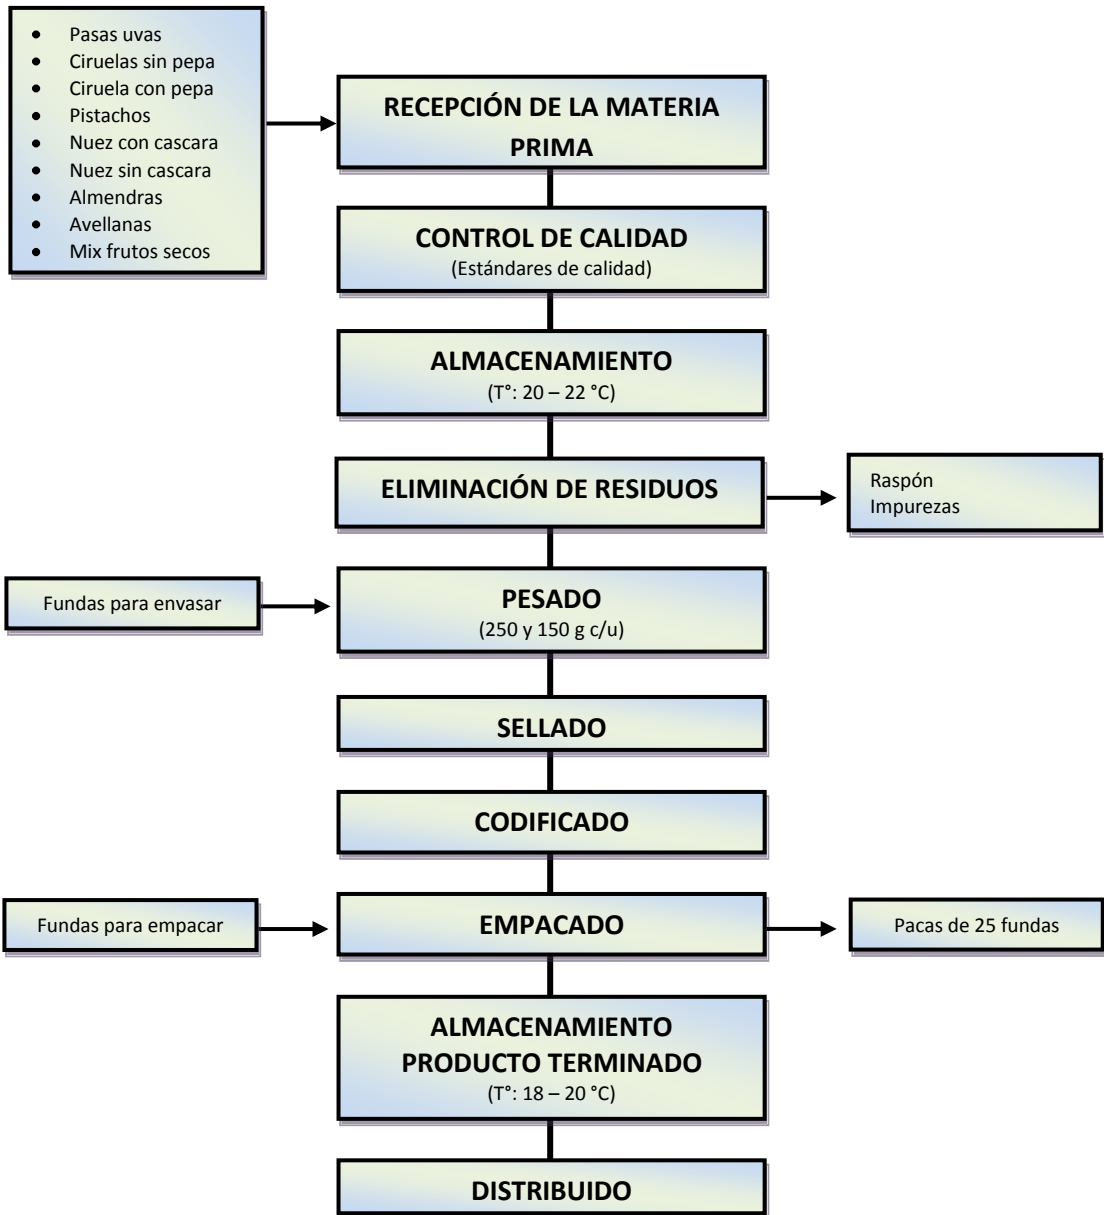 • Pasas uvas
• Ciruelas sin pepa
• Ciruela con pepa
• Pistachos
• Nuez con cascara
• Nuez sin cascara
• Almendras
• Avellanas
• Mix frutos secos
RECEPCIÓN DE LA MATERIA
PRIMA
CONTROL DE CALIDAD
(Estándares de calidad)
ALMACENAMIENTO
(T°: 20 – 22 °C)
ELIMINACIÓN DE RESIDUOS
Raspón
Impurezas
Fundas para envasar
PESADO
(250 y 150 g c/u)
SELLADO
CODIFICADO
Fundas para empacar
EMPACADO
Pacas de 25 fundas
ALMACENAMIENTO
PRODUCTO TERMINADO
(T°: 18 – 20 °C)
DISTRIBUIDO